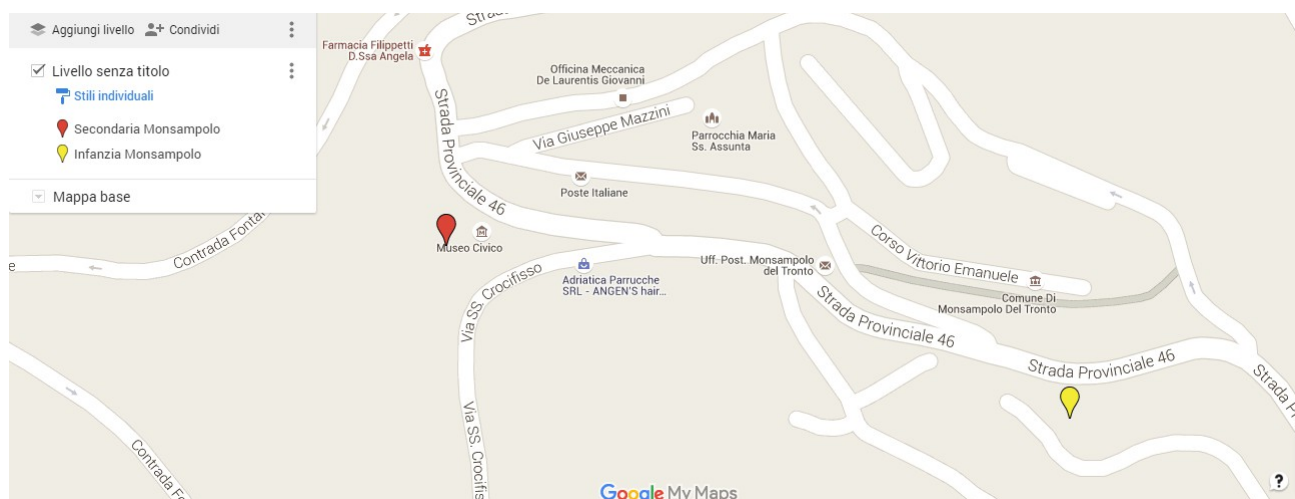 Aggiungi livello
Condividi
Livello senza titolo
Stili individuali
Secondaria Monsampolo
Infanzia Monsampolo
Mappa base
Farmacia Filippetti
D.Ssa Angela
Officina Meccanica
De Laurentis Giovanni
Strada Provinciale 46
Via Giuseppe Mazzini
Parrocchia Maria
Ss. Assunta
Poste Italiane
Museo Civico
Contrada
Via SS. Crocifisso
Adriatica Parrucche
SRL - ANGEN'S hair...
Uff. Post. Monsampolo
del Tronto
Corso Vittorio Emanuele
Comune Di
Monsampolo Del Tronto
Strada Provinciale 46
Strada Provinciale 46
Strada
Via SS.
Contrada
Google My Maps
?